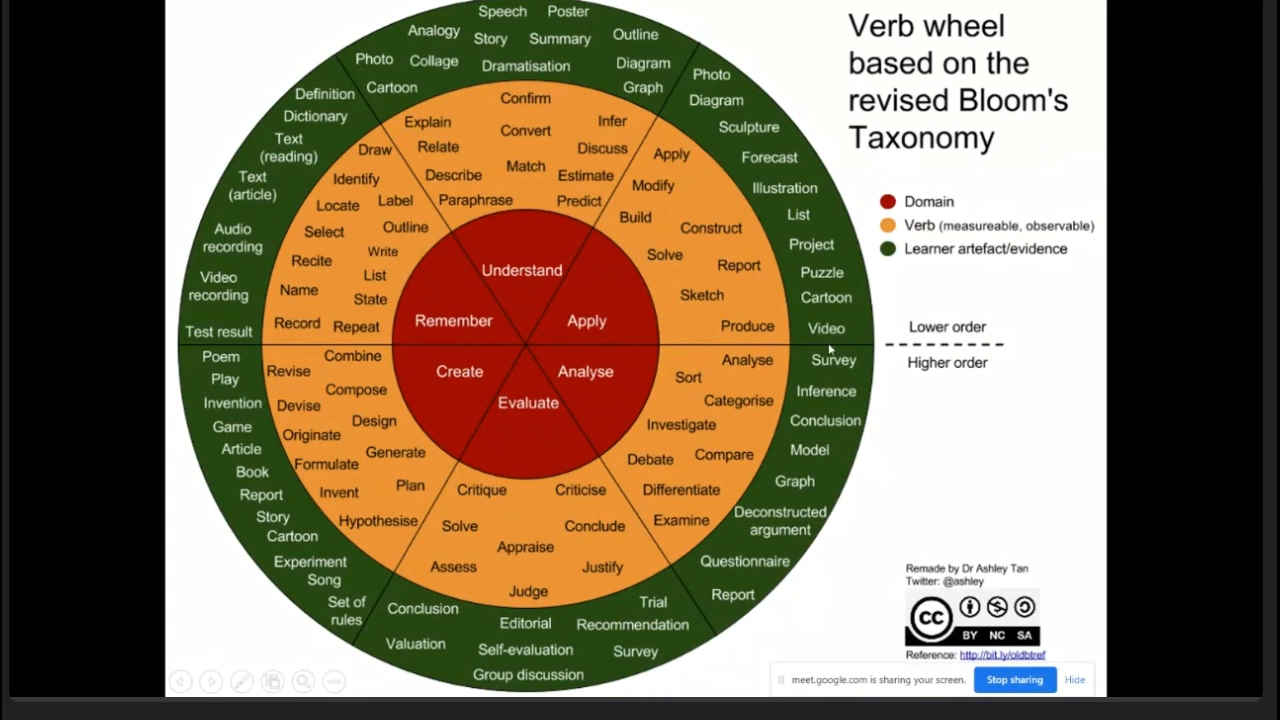 Verb wheel
based on the
revised Bloom's
Taxonomy
Domain
Verb (measureable, observable)
Learner artefact/evidence
Lower order
Higher order
Understand
Remember
Apply
Create
Analyse
Evaluate
Confirm
Explain
Infer
Convert
Relate
Discuss
Match
Describe
Estimate
Paraphrase
Predict
Speech
Poster
Analogy
Story
Summary
Outline
Photo
Collage
Dramatisation
Diagram
Cartoon
Graph
Apply
Modify
Build
Construct
Solve
Report
Sketch
Produce
Photo
Diagram
Sculpture
Forecast
Illustration
List
Project
Puzzle
Cartoon
Video
Analyse
Sort
Categorise
Investigate
Debate
Compare
Differentiate
Examine
Survey
Inference
Conclusion
Model
Graph
Deconstructed
argument
Questionnaire
Report
Critique
Criticise
Solve
Conclude
Appraise
Assess
Justify
Judge
Conclusion
Trial
Editorial
Recommendation
Valuation
Self-evaluation
Survey
Group discussion
Combine
Revise
Compose
Devise
Design
Originate
Generate
Formulate
Plan
Invent
Hypothesise
Poem
Play
Invention
Game
Article
Book
Report
Story
Cartoon
Experiment
Song
Set of
rules
Draw
Identify
Label
Locate
Outline
Select
Write
Recite
List
Name
State
Record
Repeat
Definition
Dictionary
Text
(reading)
Text
(article)
Audio
recording
Video
recording
Test result
Remade by Dr Ashley Tan
Twitter: @ashley
cc
BY NC SA
Reference: http://bit.ly/oldbtref
meet.google.com is sharing your screen.
Stop sharing
Hide